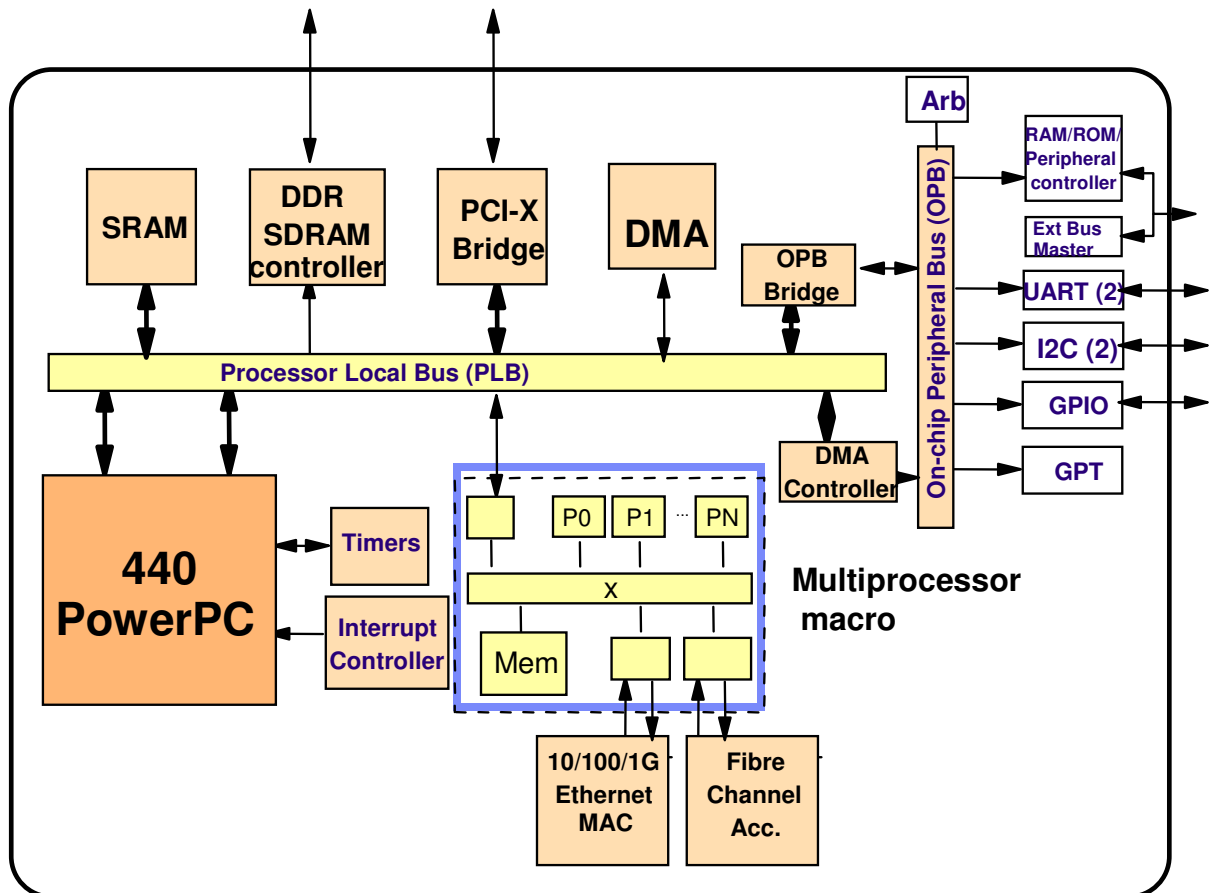 Arb
RAM/ROM/
Peripheral
controller
SRAM
DDR
SDRAM
controller
PCI-X
Bridge
DMA
OPB
Bridge
On-chip Peripheral Bus (OPB)
Ext Bus
Master
UART (2)
I2C (2)
GPIO
GPT
Processor Local Bus (PLB)
DMA
Controller
440
PowerPC
Timers
Interrupt
Controller
P0
P1
...
PN
X
Mem
Multiprocessor
macro
10/100/1G
Ethernet
MAC
Fibre
Channel
Acc.